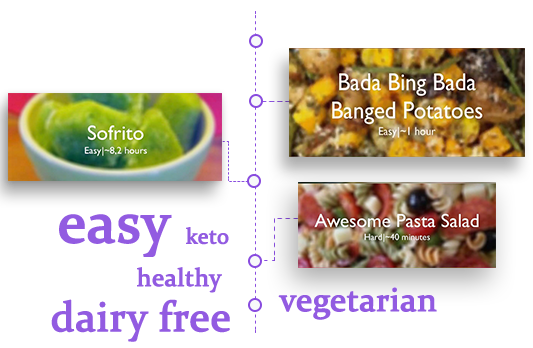 Bada Bing Bada
Banged Potatoes
Easy|~1 hour
Sofrito
Easy|~8,2 hours
Awesome Pasta Salad
Hard|~40 minutes
easy
keto
healthy
dairy free
vegetarian